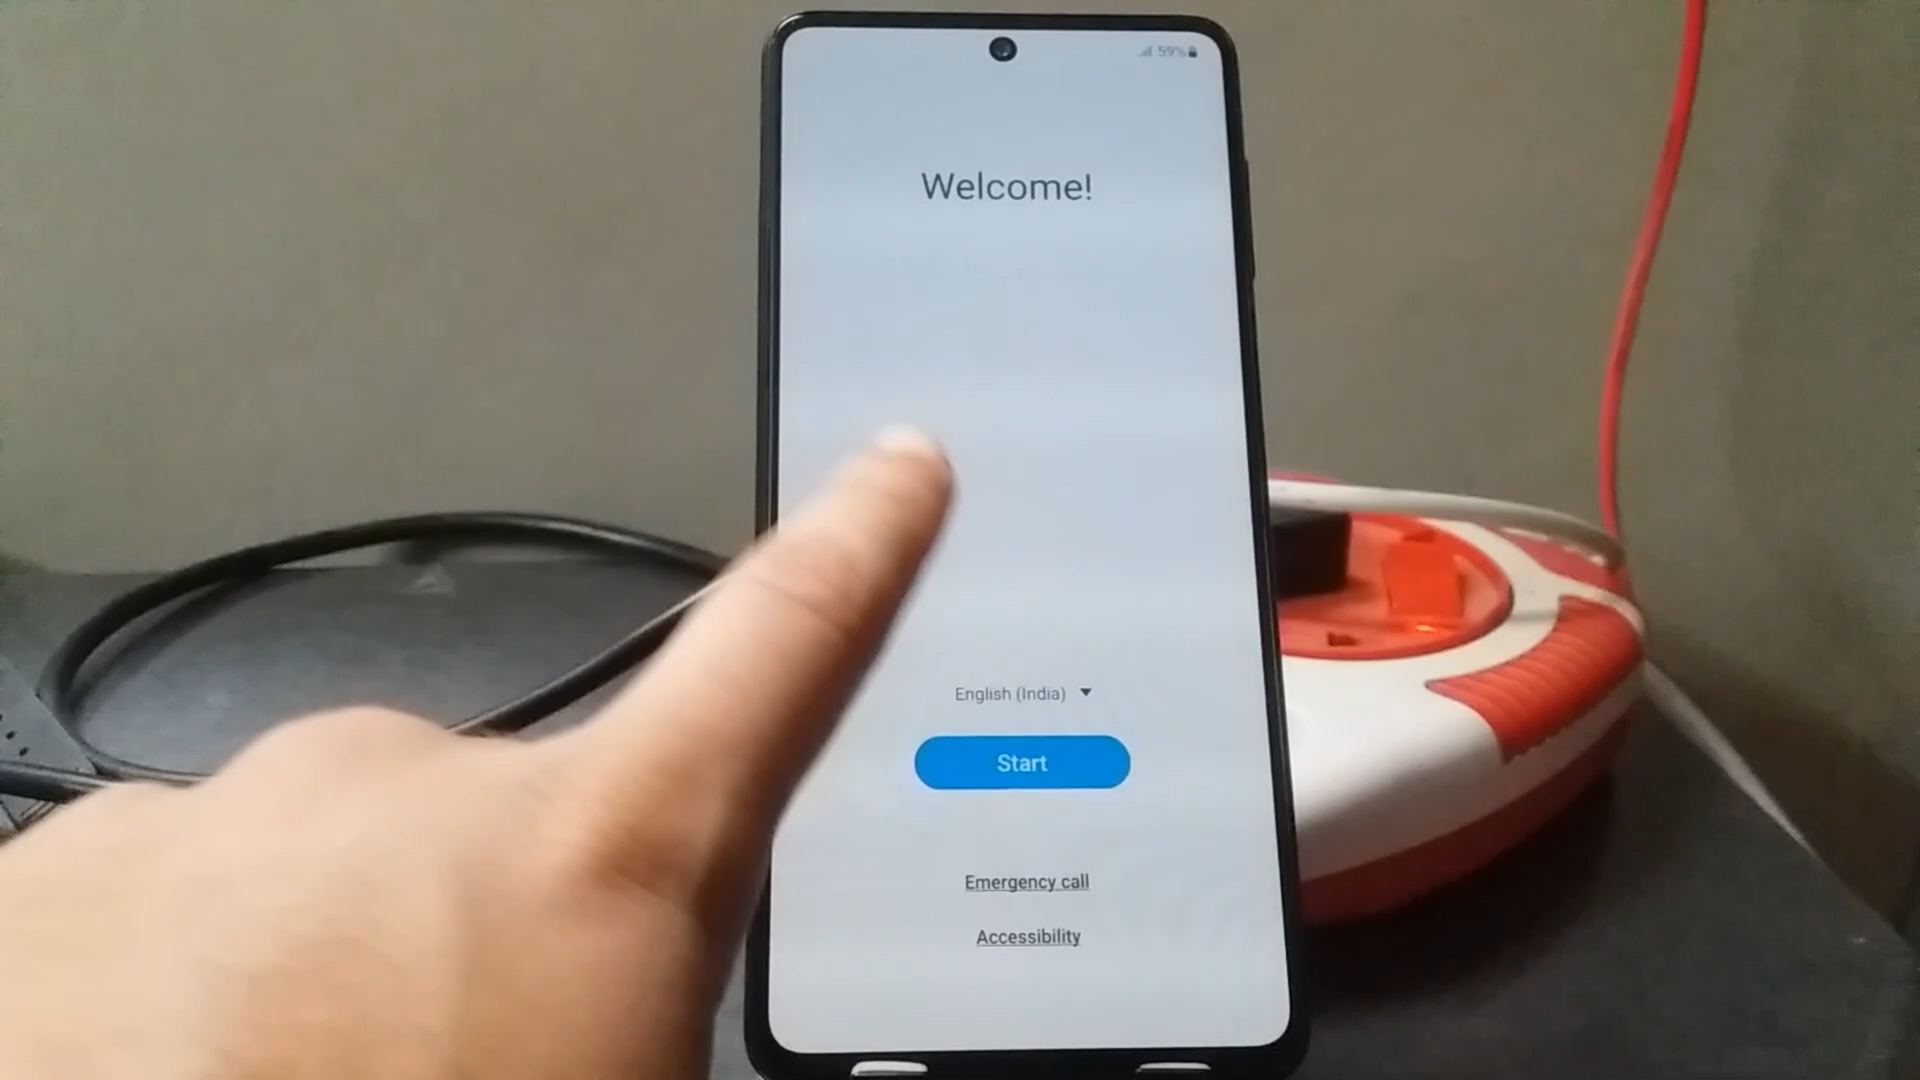 59%
Welcome!
English (India)
Start
Emergency call
Accessibility